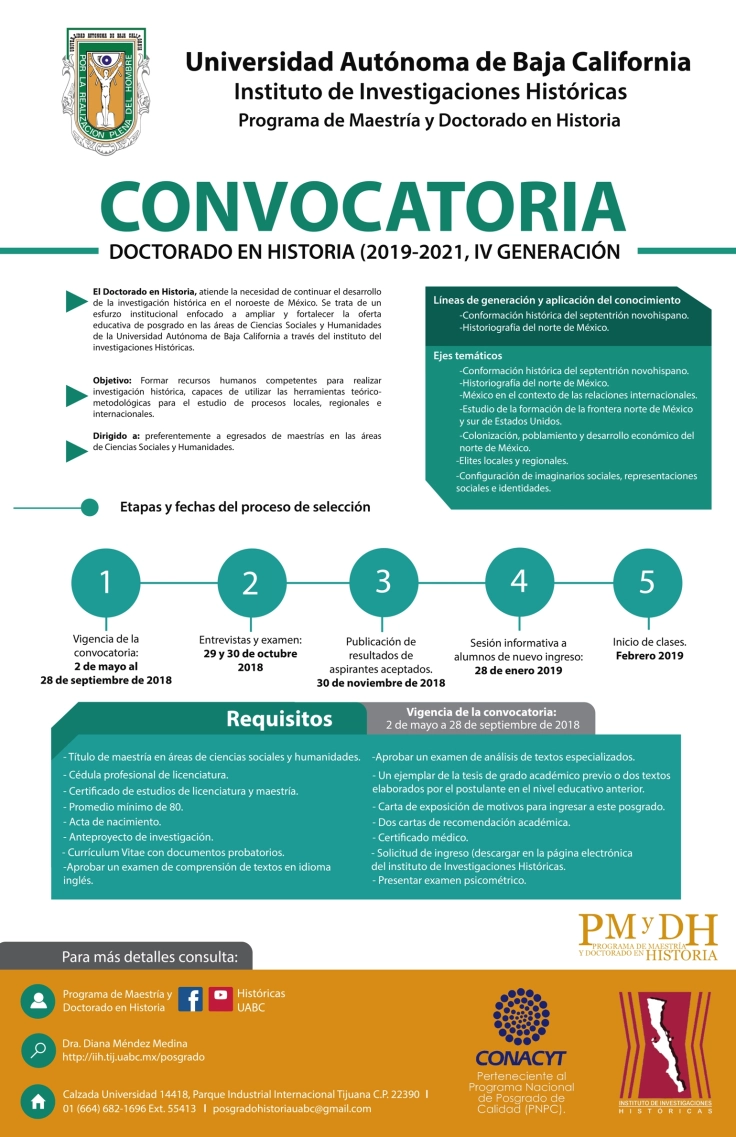 UNIVERSIDAD AUTONOMA DE BAJA CALIFORNIA
POR LA REALIZACION PLENA DEL HOMBRE
Universidad Autónoma de Baja California
Instituto de Investigaciones Históricas
Programa de Maestría y Doctorado en Historia
CONVOCATORIA
DOCTORADO EN HISTORIA (2019-2021, IV GENERACIÓN
El Doctorado en Historia, atiende la necesidad de continuar el desarrollo
de la investigación histórica en el noroeste de México. Se trata de un
esfurzo institucional enfocado a ampliar y fortalecer la oferta
educativa de posgrado en las áreas de Ciencias Sociales y Humanidades
de la Universidad Autónoma de Baja California a través del instituto del
investigaciones Históricas.
Objetivo: Formar recursos humanos competentes para realizar
investigación histórica, capaces de utilizar las herramientas teórico-
metodológicas para el estudio de procesos locales, regionales e
internacionales.
Dirigido a: preferentemente a egresados de maestrías en las áreas
de Ciencias Sociales y Humanidades.
Líneas de generación y aplicación del conocimiento
-Conformación histórica del septentrión novohispano.
-Historiografía del norte de México.
Ejes temáticos
-Conformación histórica del septentrión novohispano.
-Historiografía del norte de México.
-México en el contexto de las relaciones internacionales.
-Estudio de la formación de la frontera norte de México
y sur de Estados Unidos.
-Colonización, poblamiento y desarrollo económico del
norte de México.
-Elites locales y regionales.
-Configuración de imaginarios sociales, representaciones
sociales e identidades.
Etapas y fechas del proceso de selección
1
Vigencia de la
convocatoria:
2 de mayo al
28 de septiembre de 2018
2
Entrevistas y examen:
29 y 30 de octubre
2018
3
Publicación de
resultados de
aspirantes aceptados.
30 de noviembre de 2018
4
Sesión informativa a
alumnos de nuevo ingreso:
28 de enero 2019
5
Inicio de clases.
Febrero 2019
Requisitos
Vigencia de la convocatoria:
2 de mayo a 28 de septiembre de 2018
- Título de maestría en áreas de ciencias sociales y humanidades.
- Cédula profesional de licenciatura.
- Certificado de estudios de licenciatura y maestría.
- Promedio mínimo de 80.
- Acta de nacimiento.
- Anteproyecto de investigación.
- Currículum Vitae con documentos probatorios.
-Aprobar un examen de comprensión de textos en idioma
inglés.
-Aprobar un examen de análisis de textos especializados.
- Un ejemplar de la tesis de grado académico previo o dos textos
elaborados por el postulante en el nivel educativo anterior.
- Carta de exposición de motivos para ingresar a este posgrado.
- Dos cartas de recomendación académica.
- Certificado médico.
- Solicitud de ingreso (descargar en la página electrónica
del instituto de Investigaciones Históricas.
- Presentar examen psicométrico.
PM y DH
PROGRAMA DE MAESTRÍA
Y DOCTORADO EN HISTORIA
Para más detalles consulta:
Programa de Maestría y
Doctorado en Historia
f
Históricas
UABC
Dra. Diana Méndez Medina
http://iih.tij.uabc.mx/posgrado
Calzada Universidad 14418, Parque Industrial Internacional Tijuana C.P. 22390 I
01 (664) 682-1696 Ext. 55413 I posgradohistoriauabc@gmail.com
CONACYT
Perteneciente al
Programa Nacional
de Posgrado de
Calidad (PNPC).
INSTITUTO DE INVESTIGACIONES
HISTORICAS